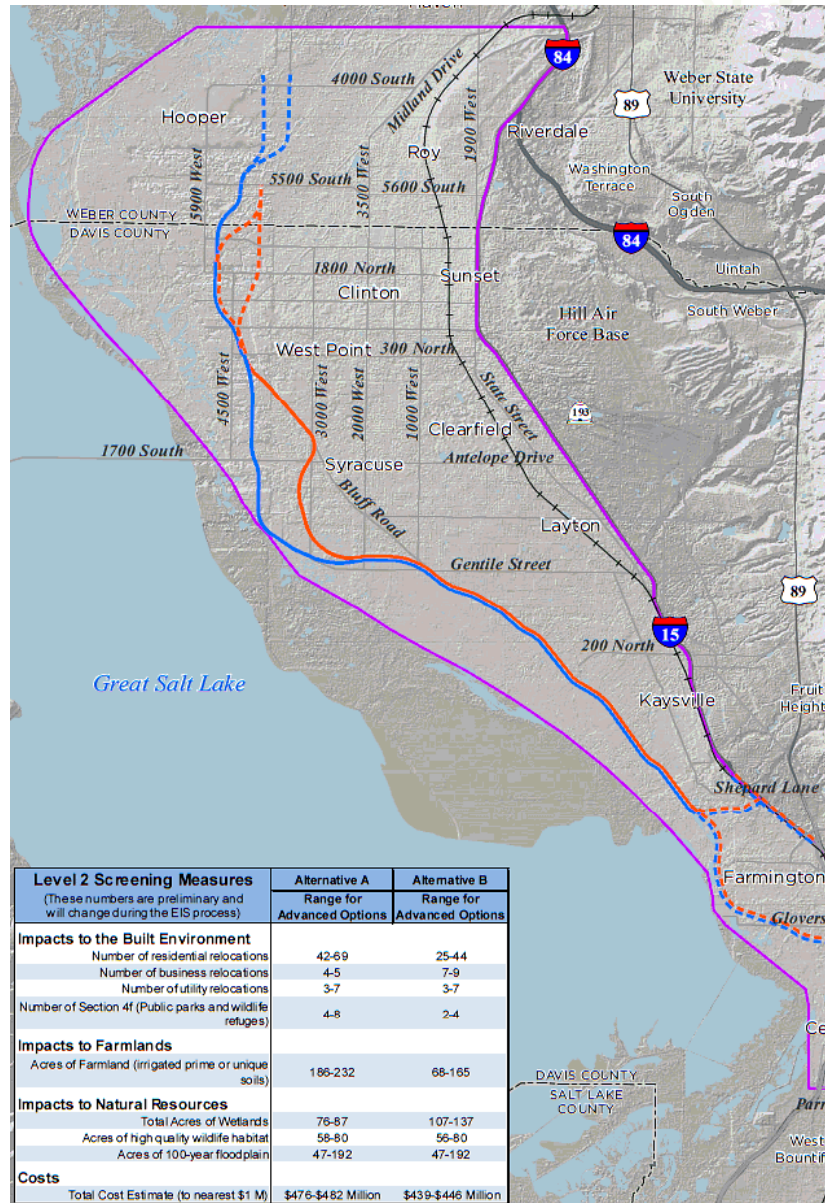 Haven
84
4000 South
Midland Drive
Weber State
University
89
Hooper
1900 West
Riverdale
Roy
Washington
Terrace
5900 West
5500 South
3500 West
5600 South
South
Ogden
WEBER COUNTY
DAVIS COUNTY
84
1800 North
Sunset
Uintah
Clinton
South Weber
Hill Air
Force Base
West Point
300 North
4500 West
3000 West
2000 West
1000 West
State Street
193
Clearfield
1700 South
Syracuse
Antelope Drive
Bluff Road
Layton
Gentile Street
89
15
200 North
Great Salt Lake
Kaysville
Fruit
Height
Shepard Lane
Farmington
Glovers
Ce
DAVIS COUNTY
SALT LAKE
COUNTY
Parr
West
Bountif
Level 2 Screening Measures Alternative A Alternative B
(These numbers are preliminary and will change during the EIS process) Range for Advanced Options Range for Advanced Options
Impacts to the Built Environment
Number of residential relocations 42-69 25-44
Number of business relocations 4-5 7-9
Number of utility relocations 3-7 3-7
Number of Section 4f (Public parks and wildlife refuges) 4-8 2-4
Impacts to Farmlands
Acres of Farmland (irrigated prime or unique soils) 186-232 68-165
Impacts to Natural Resources
Total Acres of Wetlands 76-87 107-137
Acres of high quality wildlife habitat 58-80 56-80
Acres of 100-year floodplain 47-192 47-192
Costs
Total Cost Estimate (to nearest $1 M) $476-$482 Million $439-$446 Million